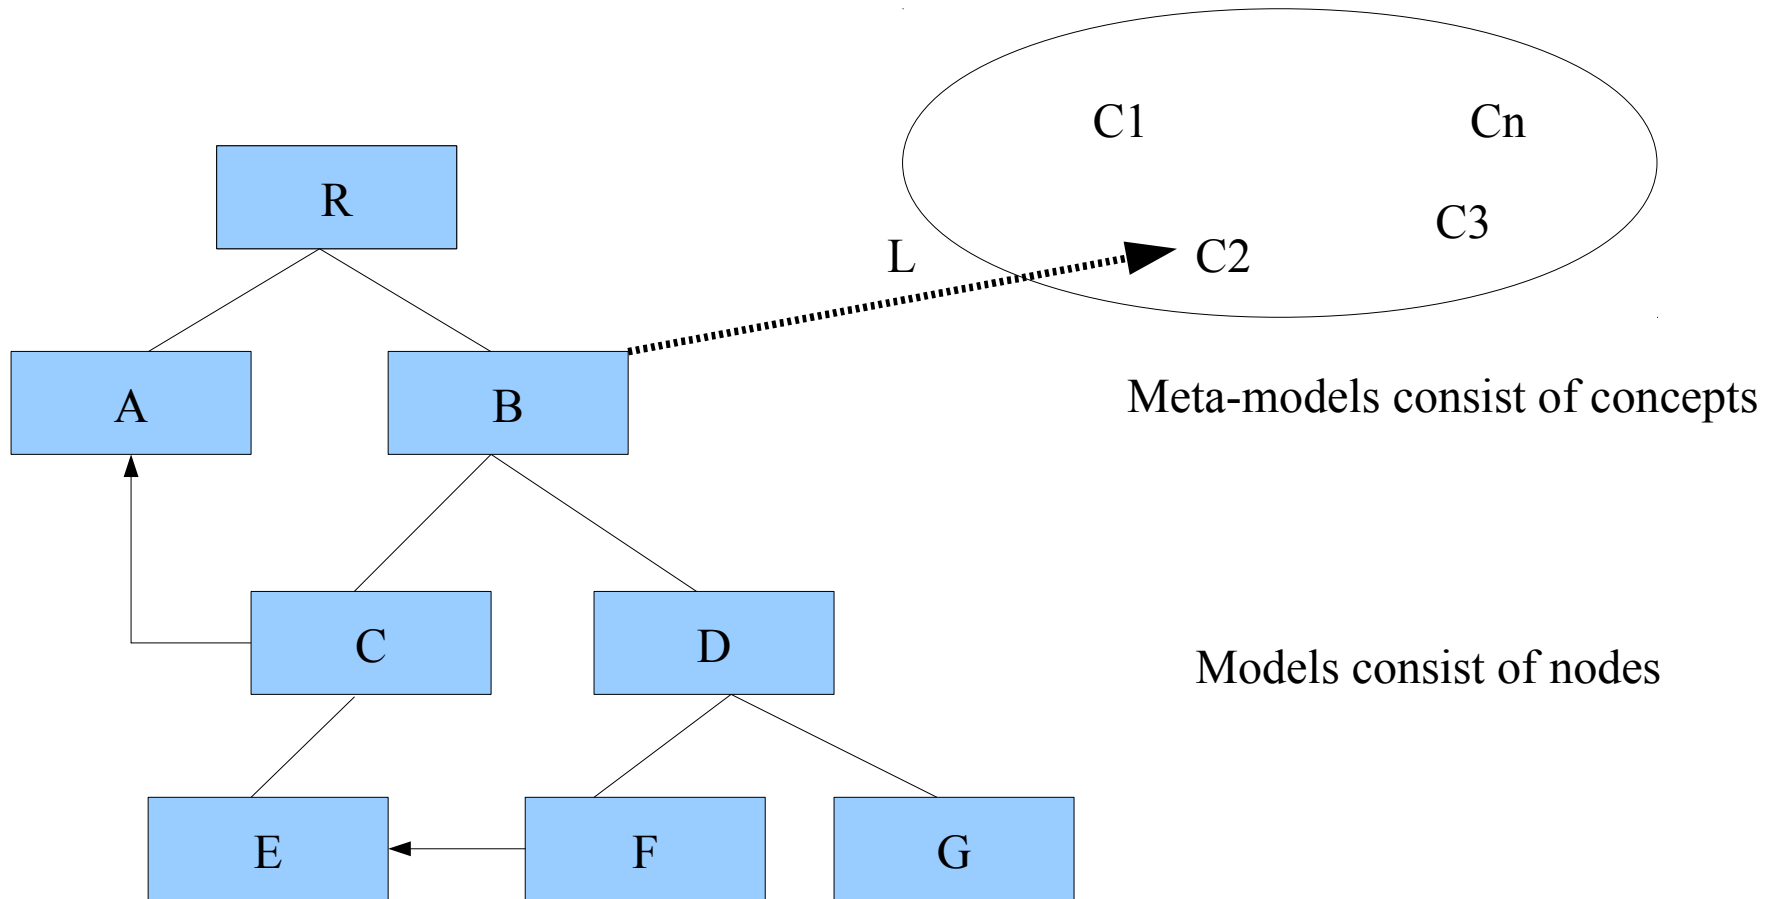 C1
Cn
R
C3
L
C2
A
B
Meta-models consist of concepts
C
D
Models consist of nodes
E
F
G